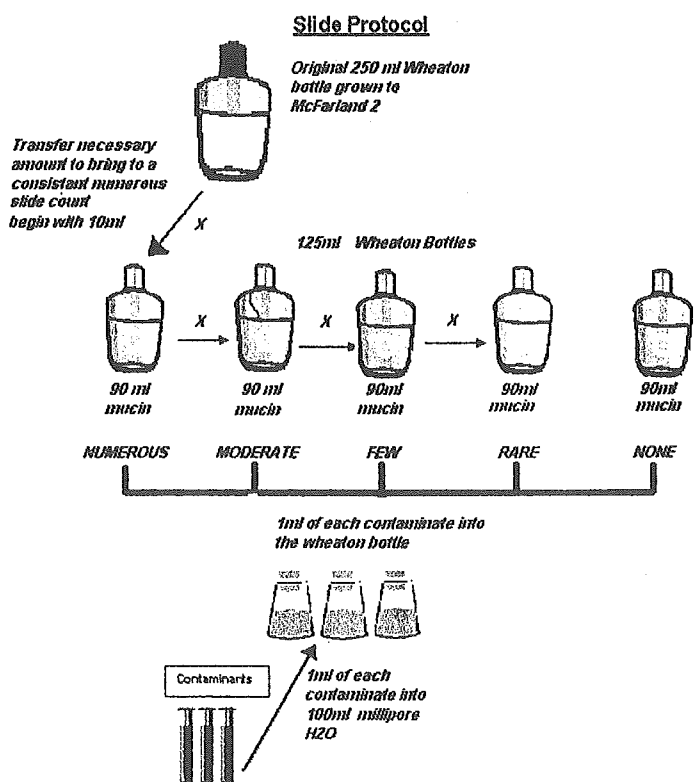 Slide Protocol
Original 250 ml Wheaton
bottle grown to
McFarland 2
Transfer necessary
amount to bring to a
consistant numerous
slide count
begin with 10ml
X
125ml Wheaton Bottles
X
X
X
90 ml
mucin
90 ml
mucin
90ml
mucin
90ml
mucin
90ml
mucin
NUMEROUS
MODERATE
FEW
RARE
NONE
1ml of each contaminate into
the wheaton bottle
Contaminants
1ml of each
contaminate into
100ml millipore
H2O